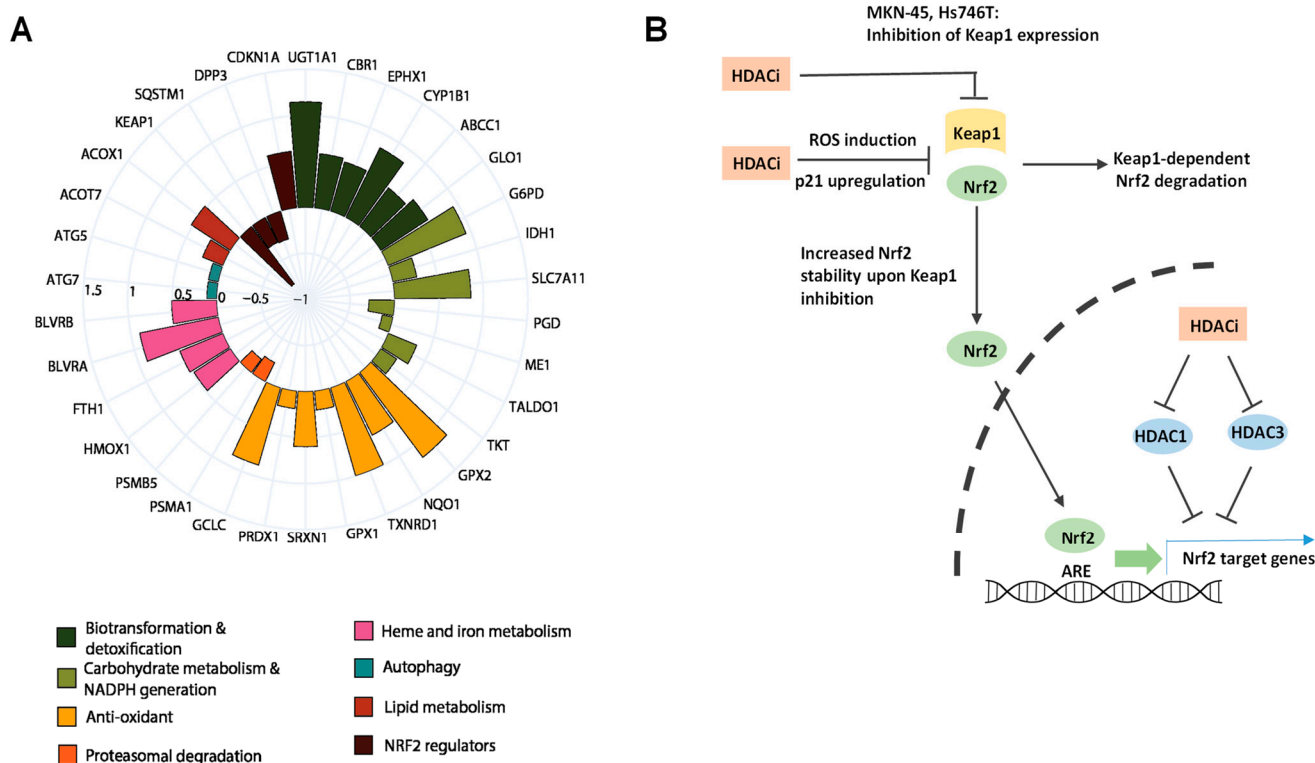 A
CDKN1A
UGT1A1
CBR1
EPHX1
CYP1B1
ABCC1
GLO1
G6PD
IDH1
SLC7A11
PGD
ME1
TALDO1
TKT
GPX2
NQO1
TXNRD1
GPX1
SRXN1
PRDX1
GCLC
PSMA1
PSMB5
HMOX1
FTH1
BLVRA
BLVRB
ATG7
ATG5
ACOT7
ACOX1
KEAP1
SQSTM1
DPP3
1.5 1 0.5 0 −0.5 −1
Biotransformation &
detoxification
Carbohydrate metabolism &
NADPH generation
Anti-oxidant
Proteasomal degradation
Heme and iron metabolism
Autophagy
Lipid metabolism
NRF2 regulators
B
MKN-45, Hs746T:
Inhibition of Keap1 expression
HDACi
Keap1
HDACi
ROS induction
p21 upregulation
Nrf2
Keap1-dependent
Nrf2 degradation
Increased Nrf2
stability upon Keap1
inhibition
Nrf2
HDACi
HDAC1
HDAC3
Nrf2
ARE
Nrf2 target genes